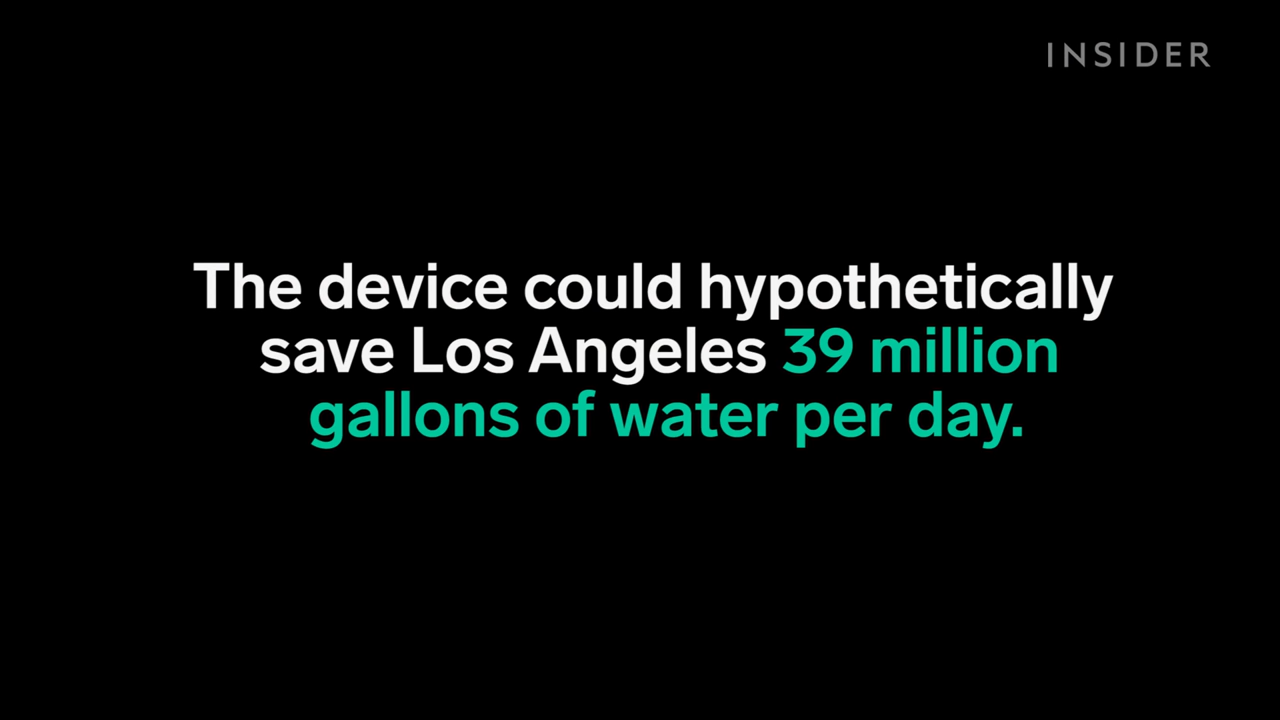 INSIDER
The device could hypothetically
save Los Angeles 39 million
gallons of water per day.